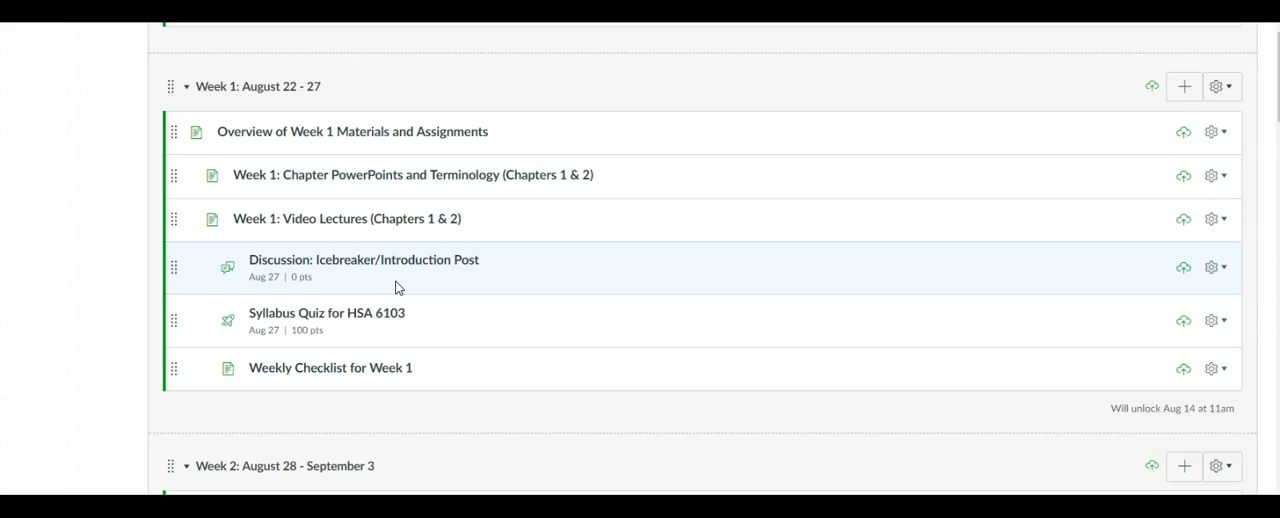 Week 1: August 22 - 27
Overview of Week 1 Materials and Assignments
Week 1: Chapter PowerPoints and Terminology (Chapters 1 & 2)
Week 1: Video Lectures (Chapters 1 & 2)
Discussion: Icebreaker/Introduction Post
Aug 27 | 0 pts
Syllabus Quiz for HSA 6103
Aug 27 | 100 pts
Weekly Checklist for Week 1
Will unlock Aug 14 at 11am
Week 2: August 28 - September 3